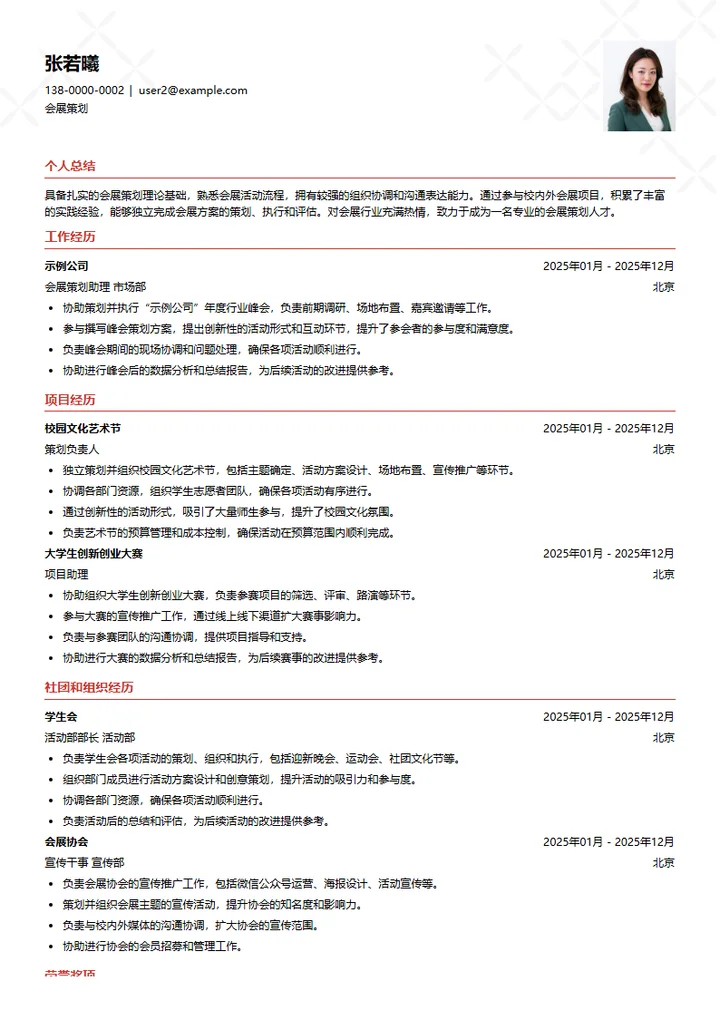 张若曦
138-0000-0002 | user2@example.com
会展策划
个人总结
具备扎实的会展策划理论基础，熟悉会展活动流程，拥有较强的组织协调和沟通表达能力。通过参与校内外会展项目，积累了丰富
的实践经验，能够独立完成会展方案的策划、执行和评估。对会展行业充满热情，致力于成为一名专业的会展策划人才。
工作经历
示例公司 2025年01月 - 2025年12月
会展策划助理 市场部 北京
• 协助策划并执行“示例公司”年度行业峰会，负责前期调研、场地布置、嘉宾邀请等工作。
• 参与撰写峰会策划方案，提出创新性的活动形式和互动环节，提升了参会者的参与度和满意度。
• 负责峰会期间的现场协调和问题处理，确保各项活动顺利进行。
• 协助进行峰会后的数据分析和总结报告，为后续活动的改进提供参考。
项目经历
校园文化艺术节 2025年01月 - 2025年12月
策划负责人 北京
• 独立策划并组织校园文化艺术节，包括主题确定、活动方案设计、场地布置、宣传推广等环节。
• 协调各部门资源，组织学生志愿者团队，确保各项活动有序进行。
• 通过创新性的活动形式，吸引了大量师生参与，提升了校园文化氛围。
• 负责艺术节的预算管理和成本控制，确保活动在预算范围内顺利完成。
大学生创新创业大赛 2025年01月 - 2025年12月
项目助理 北京
• 协助组织大学生创新创业大赛，负责参赛项目的筛选、评审、路演等环节。
• 参与大赛的宣传推广工作，通过线上线下渠道扩大赛事影响力。
• 负责与参赛团队的沟通协调，提供项目指导和支持。
• 协助进行大赛的数据分析和总结报告，为后续赛事的改进提供参考。
社团和组织经历
学生会 2025年01月 - 2025年12月
活动部部长 活动部 北京
• 负责学生会各项活动的策划、组织和执行，包括迎新晚会、运动会、社团文化节等。
• 组织部门成员进行活动方案设计和创意策划，提升活动的吸引力和参与度。
• 协调各部门资源，确保各项活动顺利进行。
• 负责活动后的总结和评估，为后续活动的改进提供参考。
会展协会 2025年01月 - 2025年12月
宣传干事 宣传部 北京
• 负责会展协会的宣传推广工作，包括微信公众号运营、海报设计、活动宣传等。
• 策划并组织会展主题的宣传活动，提升协会的知名度和影响力。
• 负责与校内外媒体的沟通协调，扩大协会的宣传范围。
• 协助进行协会的会员招募和管理工作。
荣誉奖项